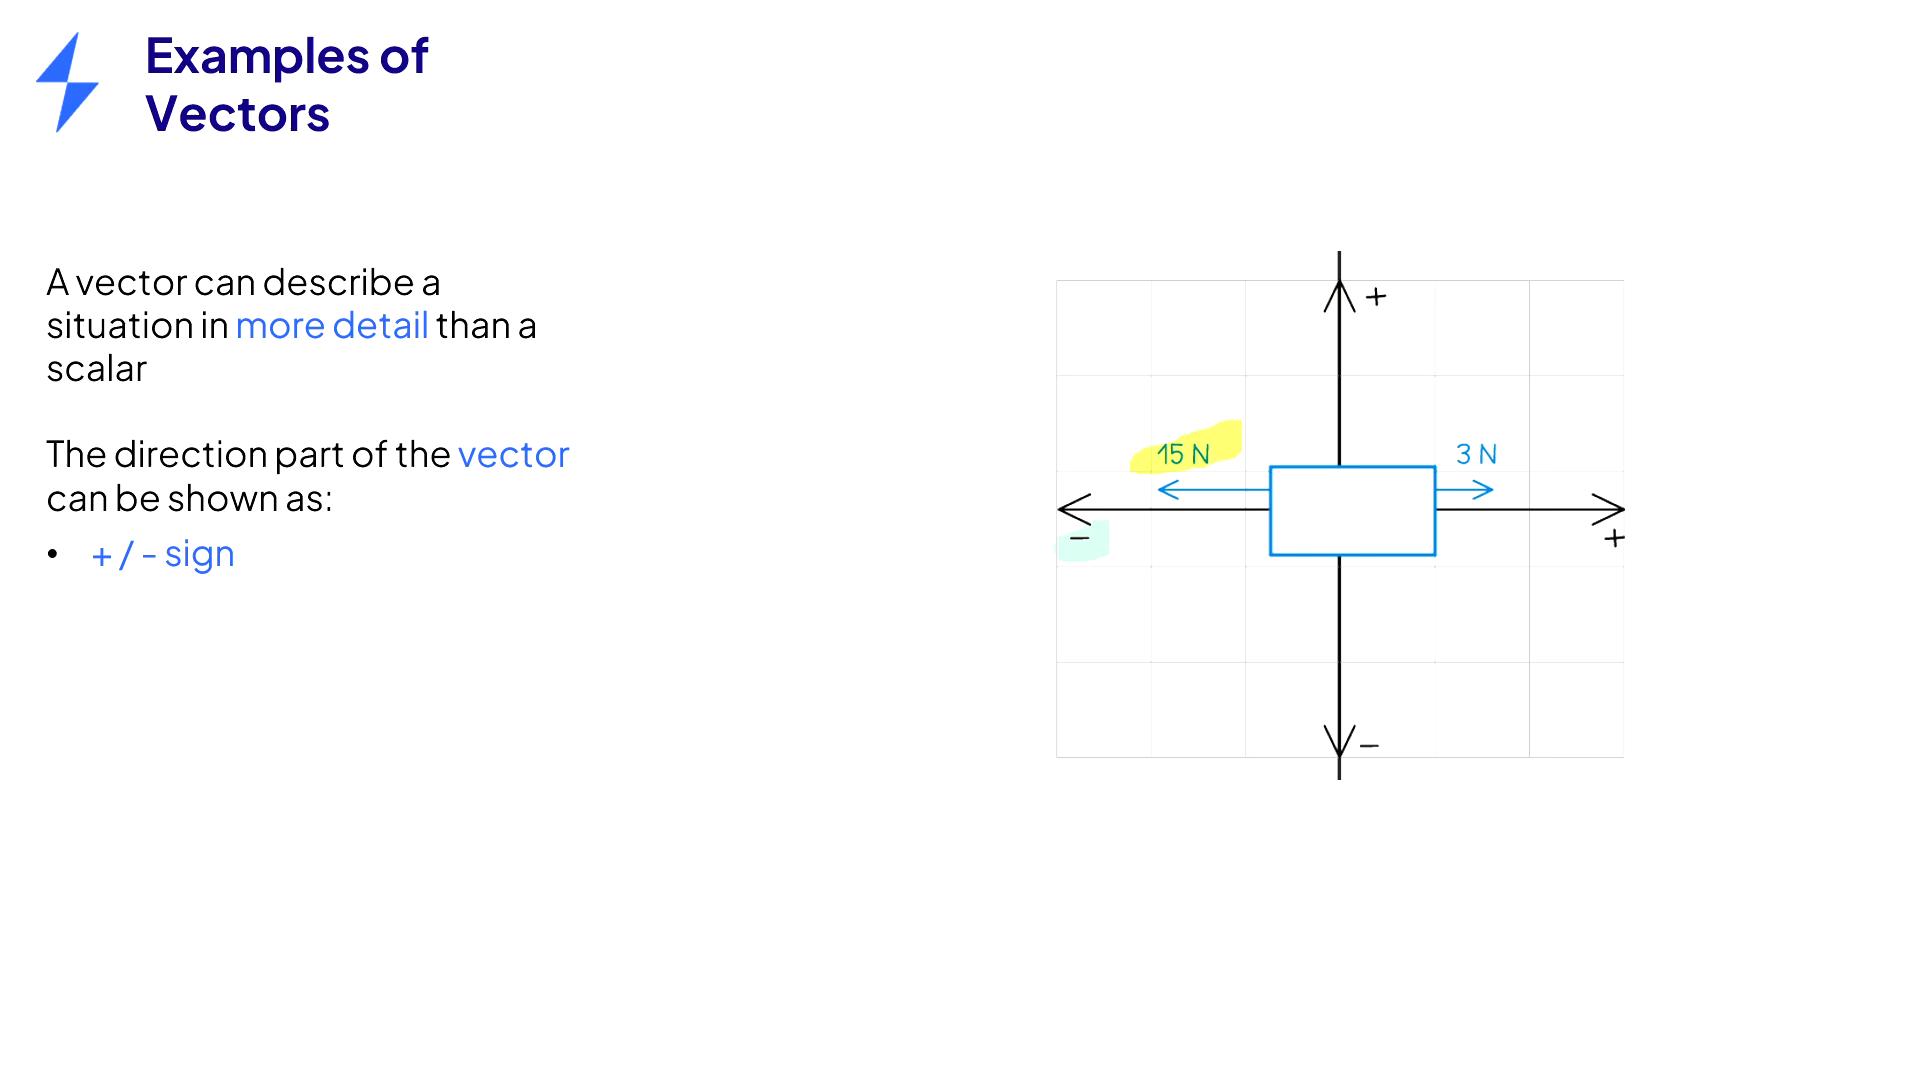 Examples of
Vectors
A vector can describe a
situation in more detail than a
scalar
The direction part of the vector
can be shown as:
• + / - sign
+
15 N
3 N
−
+
−